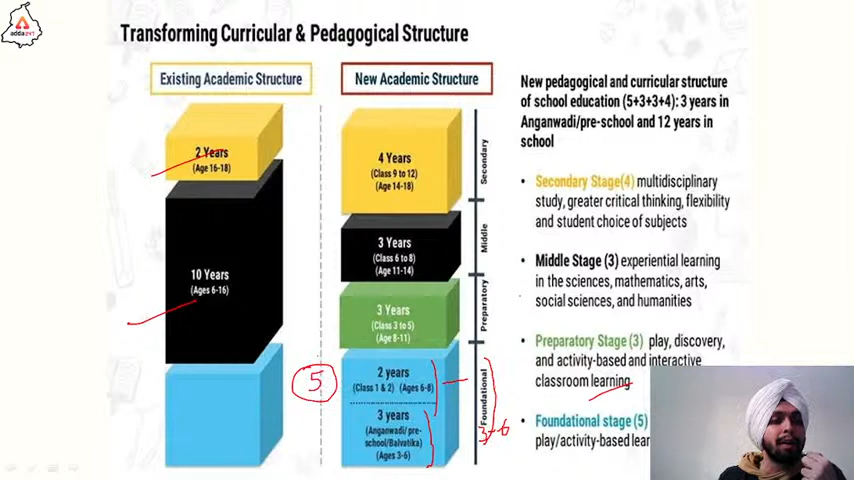 adda247
Transforming Curricular & Pedagogical Structure
Existing Academic Structure
New Academic Structure
2 Years
(Age 16-18)
10 Years
(Ages 6-16)
4 Years
(Class 9 to 12)
(Age 14-18)
Secondary
3 Years
(Class 6 to 8)
(Age 11-14)
Middle
3 Years
(Class 3 to 5)
(Age 8-11)
Preparatory
5
2 years
(Class 1 & 2) (Ages 6-8)
3 years
(Anganwadi/ pre-
school/Balvatika)
(Ages 3-6)
Foundational
3-6
New pedagogical and curricular structure
of school education (5+3+3+4): 3 years in
Anganwadi/pre-school and 12 years in
school
• Secondary Stage(4) multidisciplinary
study, greater critical thinking, flexibility
and student choice of subjects
• Middle Stage (3) experiential learning
in the sciences, mathematics, arts,
social sciences, and humanities
• Preparatory Stage (3) play, discovery,
and activity-based and interactive
classroom learning
• Foundational stage (5)
play/activity-based